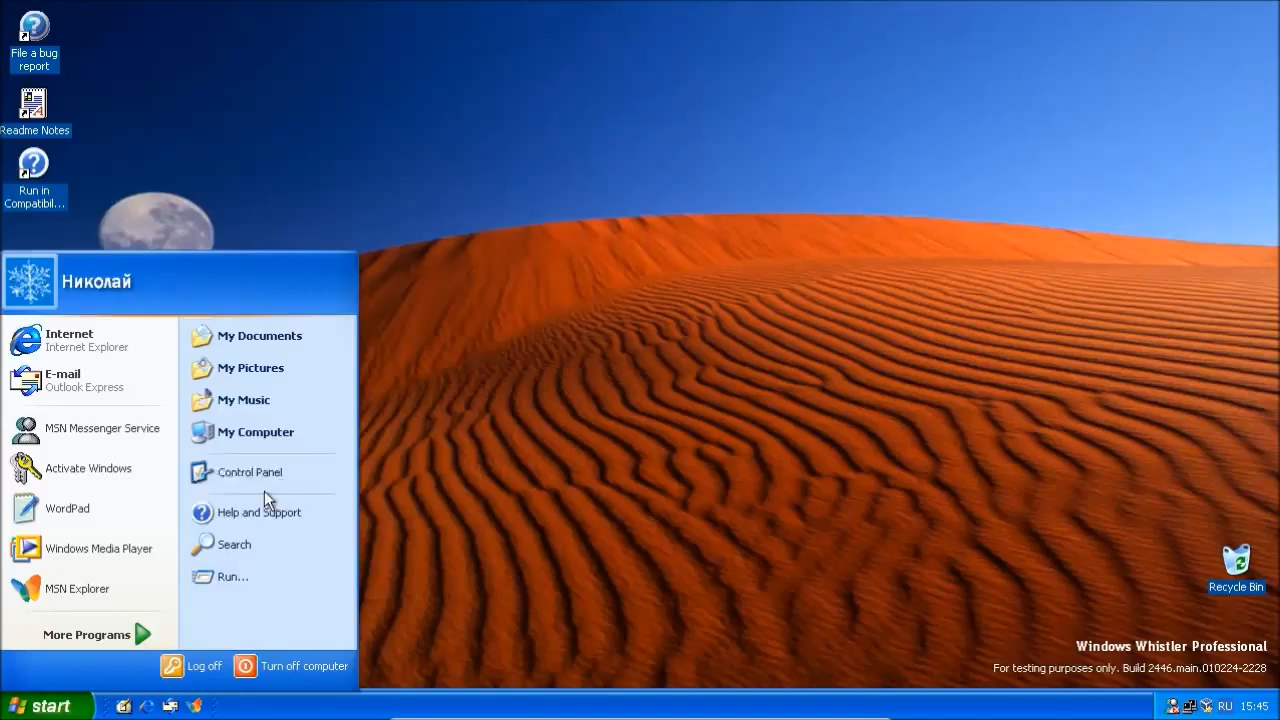 File a bug
report
Readme Notes
Run in
Compatibil...
Николай
Internet
Internet Explorer
E-mail
Outlook Express
MSN Messenger Service
Activate Windows
WordPad
Windows Media Player
MSN Explorer
More Programs
My Documents
My Pictures
My Music
My Computer
Control Panel
Help and Support
Search
Run...
Log off
Turn off computer
Recycle Bin
Windows Whistler Professional
For testing purposes only. Build 2446.main.010224-2228
start
RU 15:45